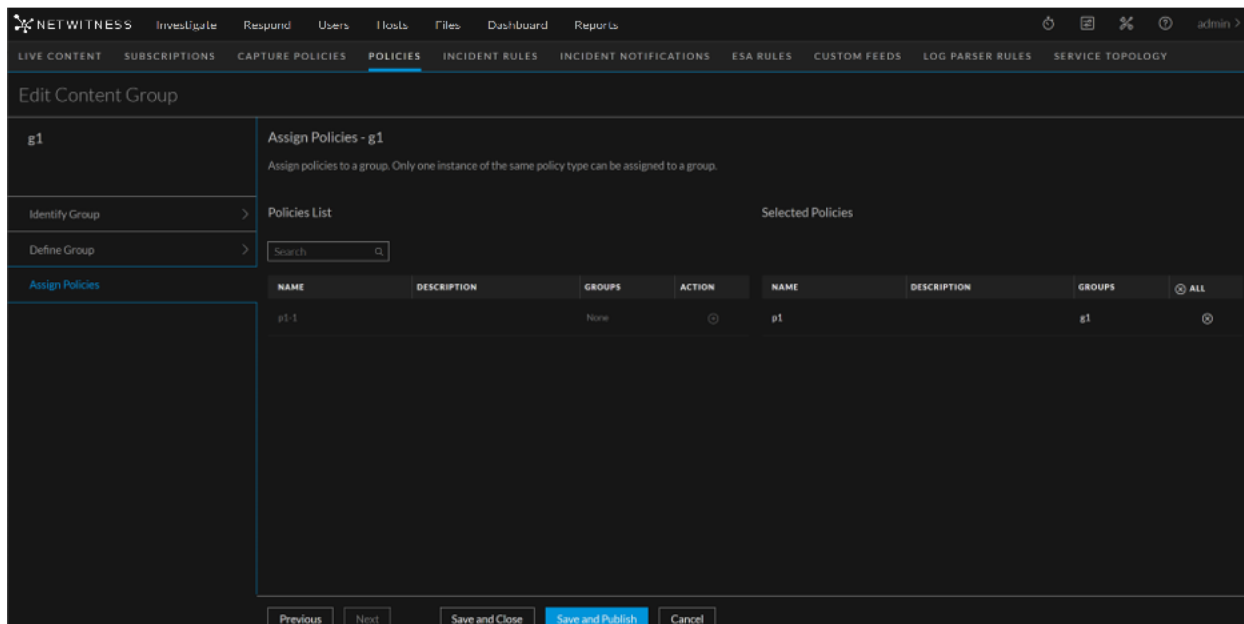 NETWITNESS Investigate Respond Users Hosts Files Dashboard Reports admin >
LIVE CONTENT SUBSCRIPTIONS CAPTURE POLICIES POLICIES INCIDENT RULES INCIDENT NOTIFICATIONS ESA RULES CUSTOM FEEDS LOG PARSER RULES SERVICE TOPOLOGY
Edit Content Group
g1
Assign Policies - g1
Assign policies to a group. Only one instance of the same policy type can be assigned to a group.
Identify Group
Policies List Selected Policies
Define Group
Search
Assign Policies
NAME DESCRIPTION GROUPS ACTION NAME DESCRIPTION GROUPS ALL
p1-1 None p1 g1
Previous Next Save and Close Save and Publish Cancel